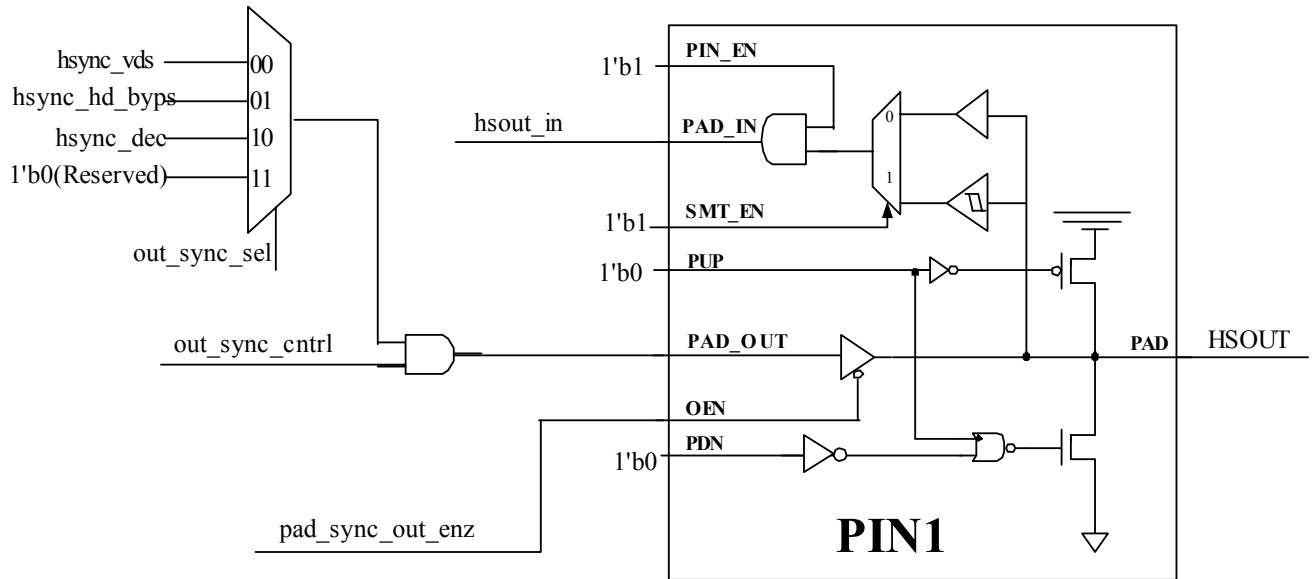 hsync_vds
00
hsync_hd_byps
01
hsync_dec
10
1'b0(Reserved)
11
out_sync_sel
out_sync_cntrl
pad_sync_out_enz
1'b1
PIN_EN
hsout_in
PAD_IN
0
1
1'b1
SMT_EN
1'b0
PUP
PAD_OUT
PAD
HSOUT
OEN
1'b0
PDN
PIN1